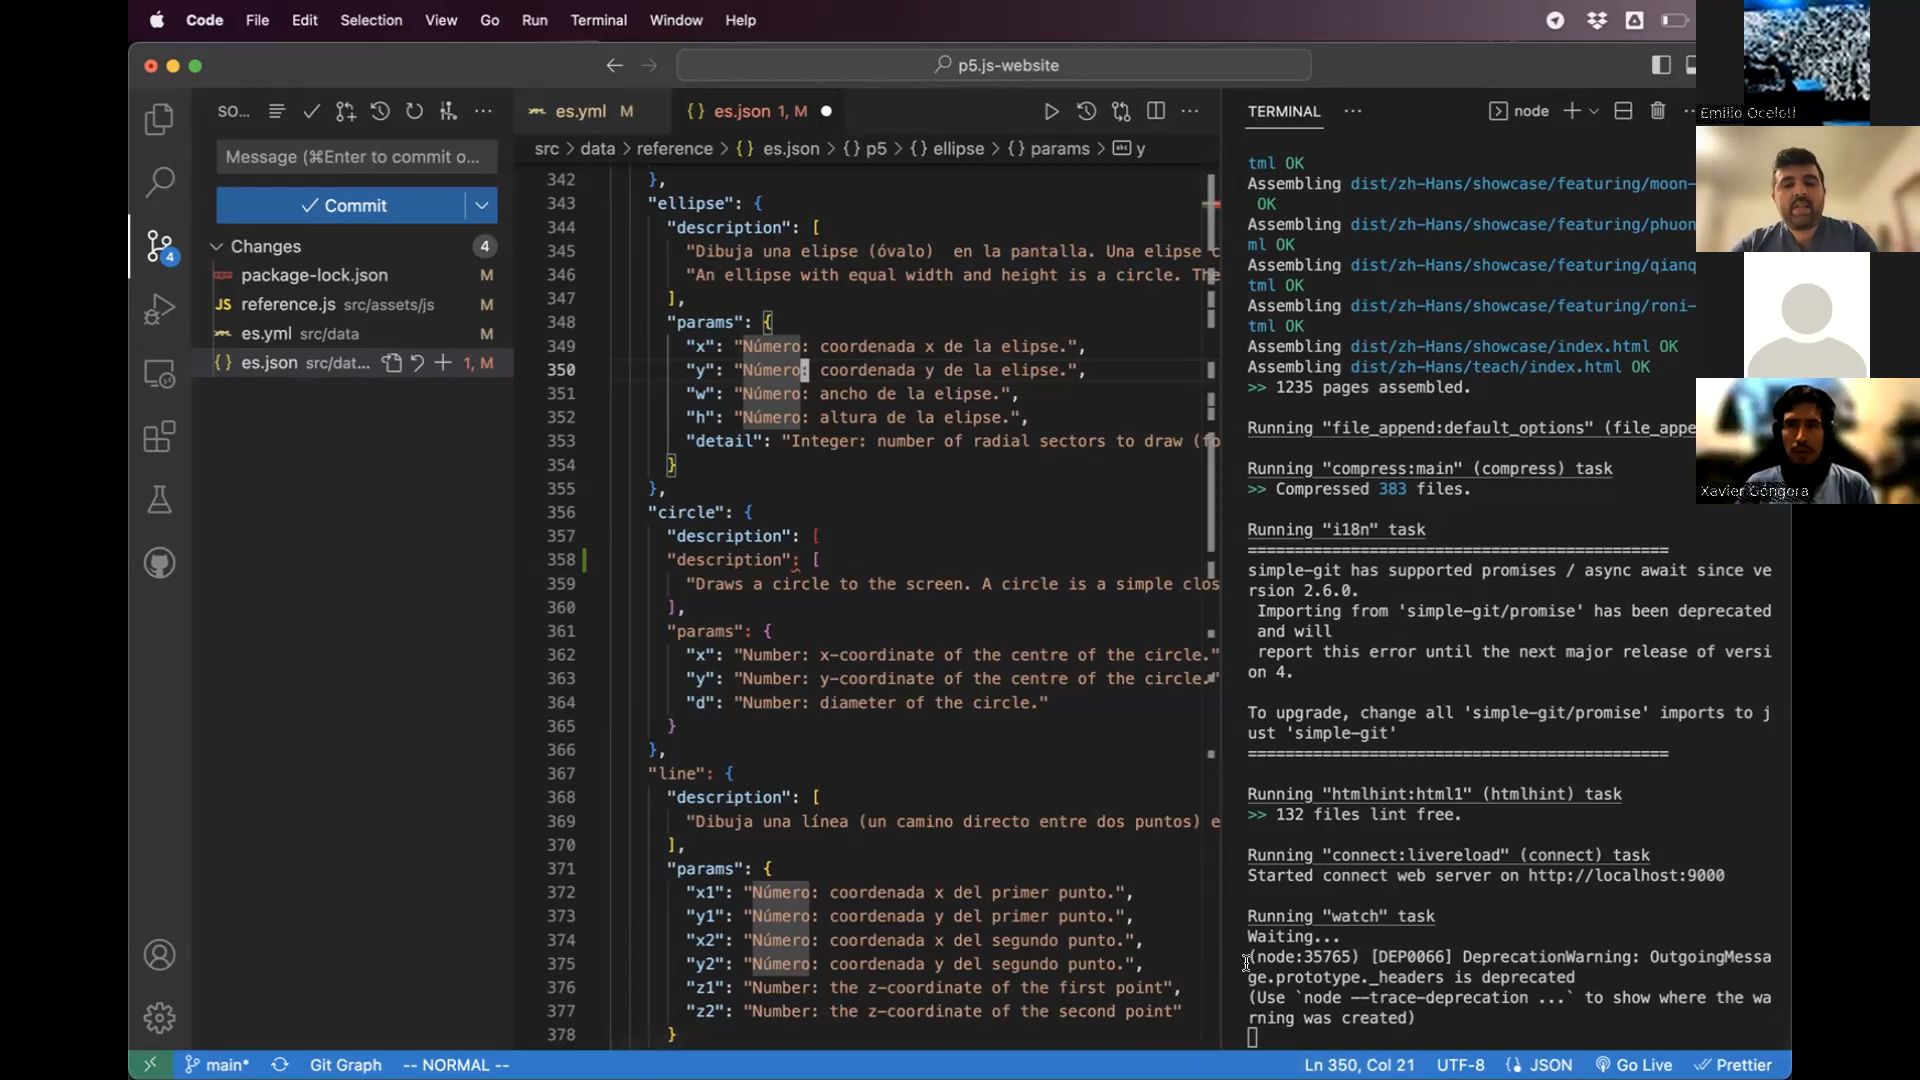 Code File Edit Selection View Go Run Terminal Window Help
p5.js-website
SO...
Message (⌘Enter to commit o...
Commit
Changes 4
package-lock.json M
JS reference.js src/assets/js M
es.yml src/data M
{} es.json src/dat... 1, M
4
es.yml M
{} es.json 1, M
src > data > reference > {} es.json > {} p5 > {} ellipse > {} params > y
342 },
343 "ellipse": {
344 "description": [
345 "Dibuja una elipse (óvalo)  en la pantalla. Una elipse c
346 "An ellipse with equal width and height is a circle. The
347 ],
348 "params": {
349 "x": "Número: coordenada x de la elipse.",
350 "y": "Número: coordenada y de la elipse.",
351 "w": "Número: ancho de la elipse.",
352 "h": "Número: altura de la elipse.",
353 "detail": "Integer: number of radial sectors to draw (fo
354 }
355 },
356 "circle": {
357 "description": [
358 "description": [
359 "Draws a circle to the screen. A circle is a simple clos
360 ],
361 "params": {
362 "x": "Number: x-coordinate of the centre of the circle."
363 "y": "Number: y-coordinate of the centre of the circle."
364 "d": "Number: diameter of the circle."
365 }
366 },
367 "line": {
368 "description": [
369 "Dibuja una línea (un camino directo entre dos puntos) e
370 ],
371 "params": {
372 "x1": "Número: coordenada x del primer punto.",
373 "y1": "Número: coordenada y del primer punto.",
374 "x2": "Número: coordenada x del segundo punto.",
375 "y2": "Número: coordenada y del segundo punto.",
376 "z1": "Number: the z-coordinate of the first point",
377 "z2": "Number: the z-coordinate of the second point"
378 }
TERMINAL ... node
tml OK
Assembling dist/zh-Hans/showcase/featuring/moon-
OK
Assembling dist/zh-Hans/showcase/featuring/phuon
ml OK
Assembling dist/zh-Hans/showcase/featuring/qianq
tml OK
Assembling dist/zh-Hans/showcase/featuring/roni-
tml OK
Assembling dist/zh-Hans/showcase/index.html OK
Assembling dist/zh-Hans/teach/index.html OK
>> 1235 pages assembled.
Running "file_append:default_options" (file_appe
Running "compress:main" (compress) task
>> Compressed 383 files.
Running "i18n" task
=============================================
simple-git has supported promises / async await since ve
rsion 2.6.0.
Importing from 'simple-git/promise' has been deprecated
and will
report this error until the next major release of versi
on 4.
To upgrade, change all 'simple-git/promise' imports to j
ust 'simple-git'
=============================================
Running "htmlhint:html1" (htmlhint) task
>> 132 files lint free.
Running "connect:livereload" (connect) task
Started connect web server on http://localhost:9000
Running "watch" task
Waiting...
(node:35765) [DEP0066] DeprecationWarning: OutgoingMessa
ge.prototype._headers is deprecated
(Use `node --trace-deprecation ...` to show where the wa
rning was created)
Emilio Ocelotl
Xavier Góngora
main* Git Graph -- NORMAL -- Ln 350, Col 21 UTF-8 {} JSON Go Live Prettier